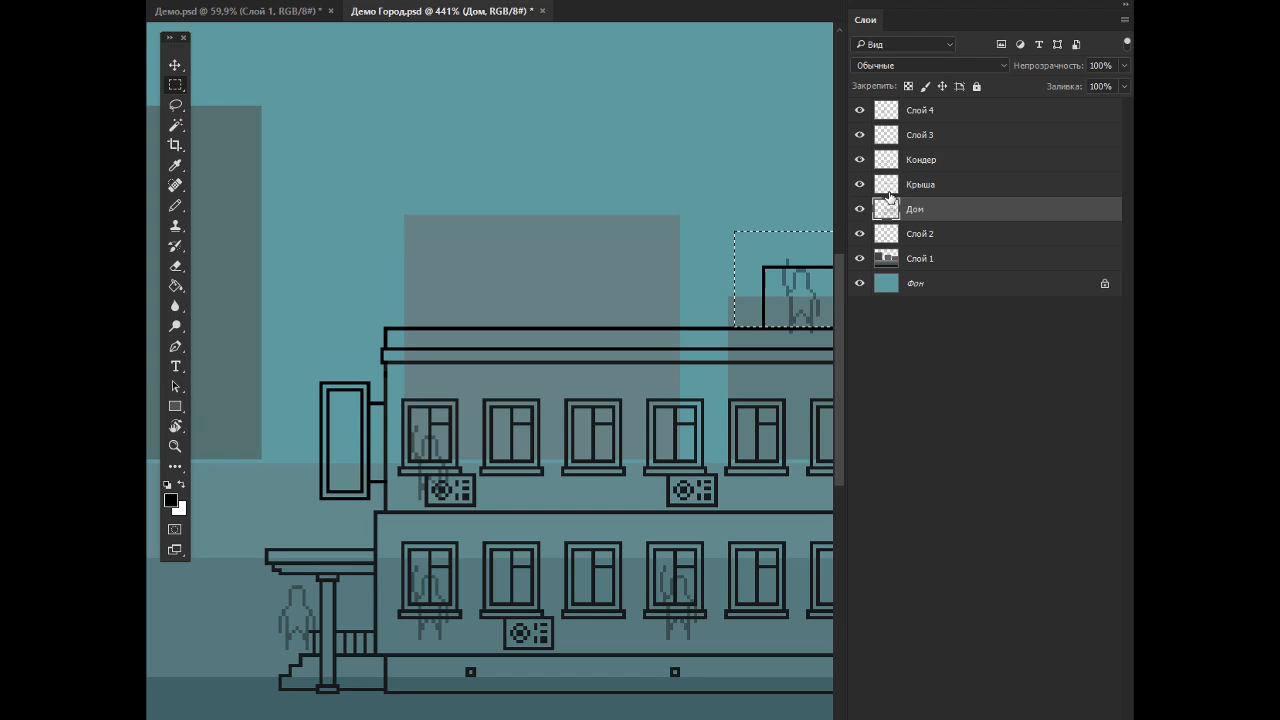 Демо.psd @ 59,9% (Слой 1, RGB/8#) *
Демо Город.psd @ 441% (Дом, RGB/8#) *
Слои
Вид
Обычные
Непрозрачность: 100%
Закрепить:
Заливка: 100%
Слой 4
Слой 3
Кондер
Крыша
Дом
Слой 2
Слой 1
Фон